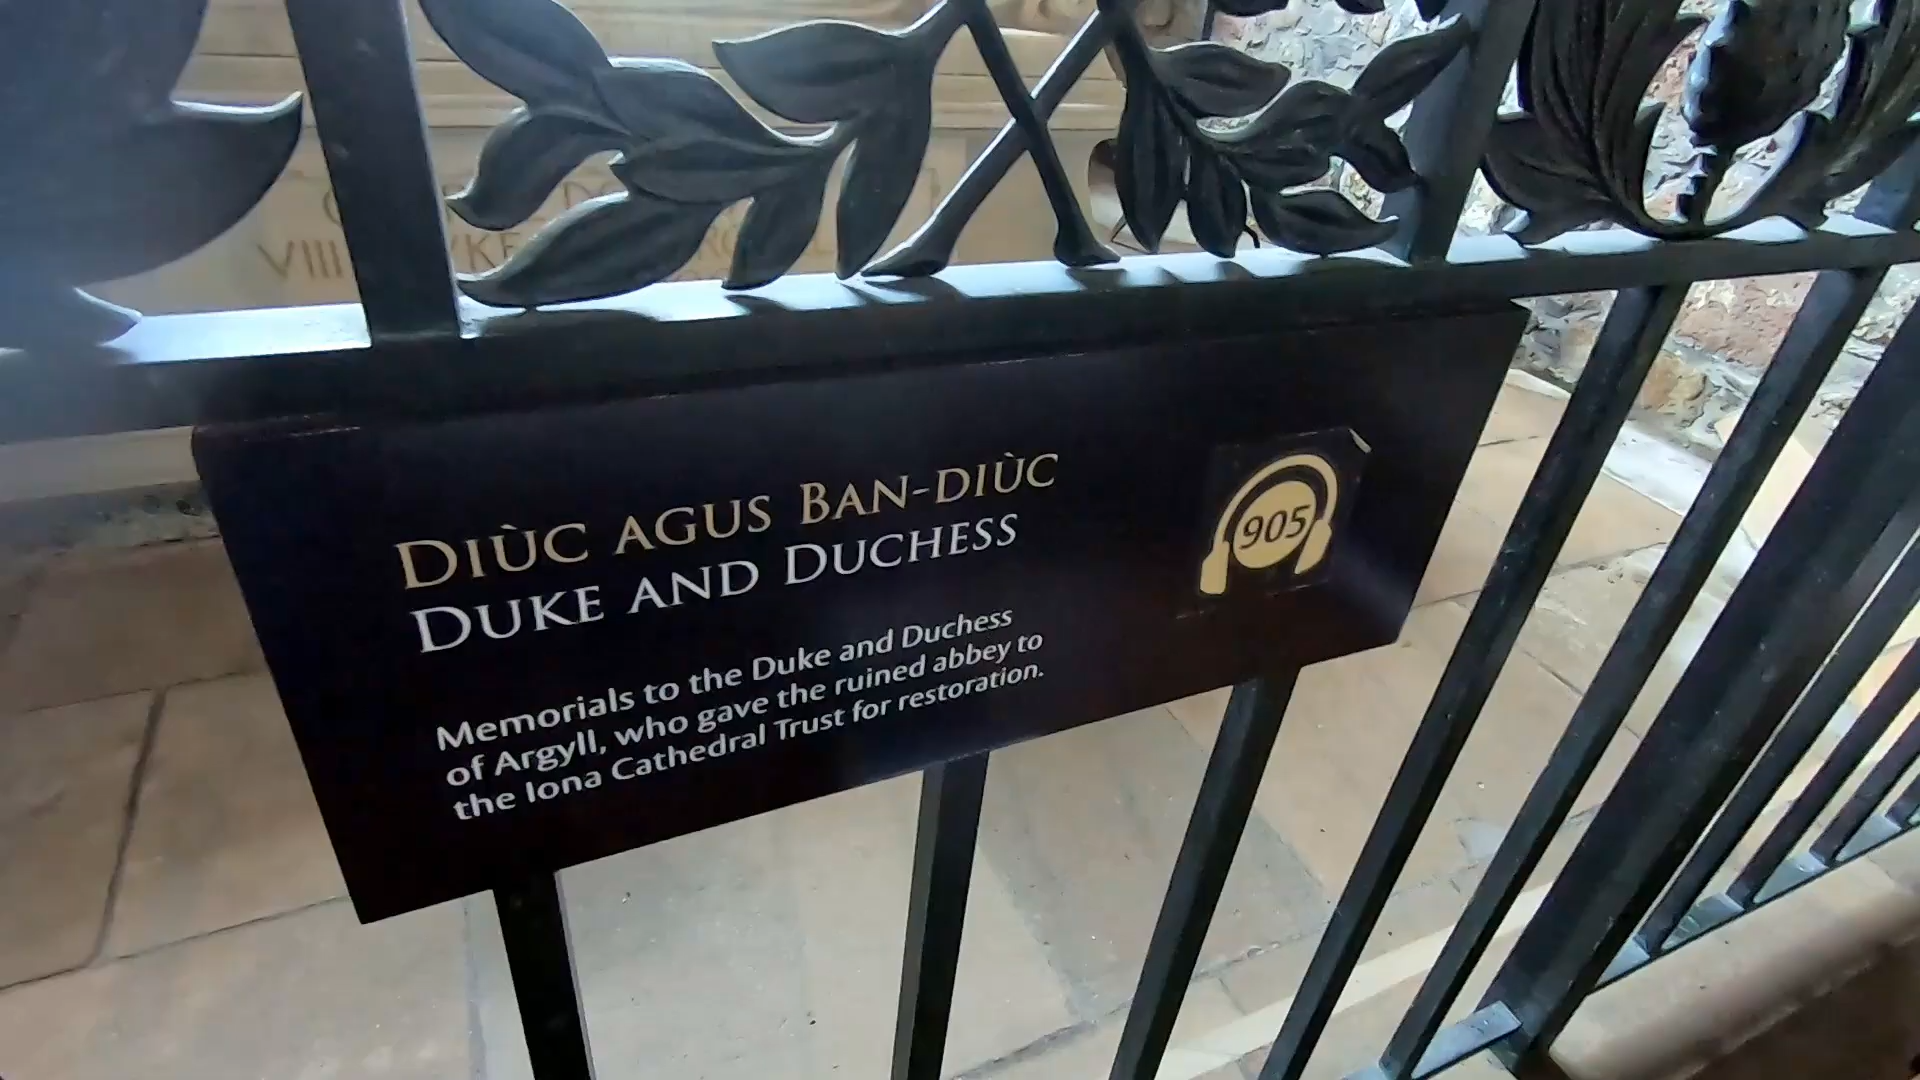 VIII
DIÙC AGUS BAN-DIÙC
DUKE AND DUCHESS
Memorials to the Duke and Duchess
of Argyll, who gave the ruined abbey to
the Iona Cathedral Trust for restoration.
905